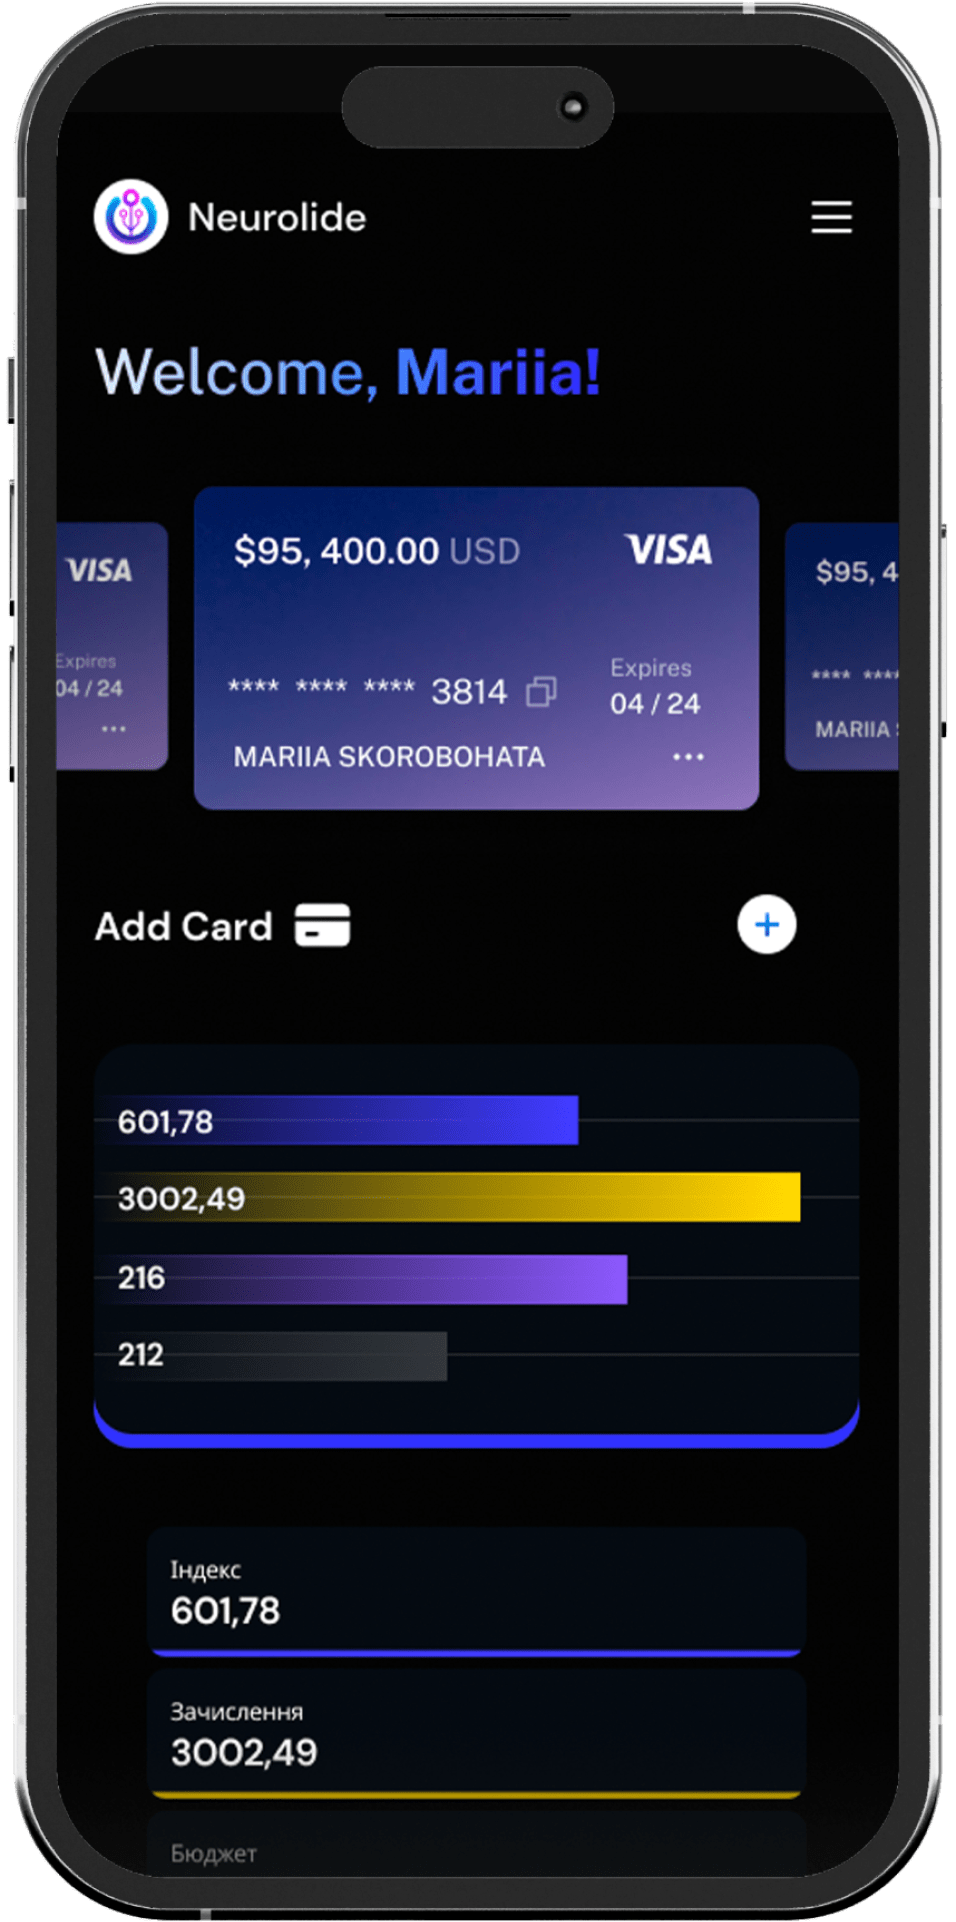 Neurolide
Welcome, Mariia!
VISA
Expires
04 / 24
$95, 400.00 USD
VISA
**** **** **** 3814
Expires
04 / 24
MARIIA SKOROBOHATA
$95, 4
**** ****
MARIIA
Add Card
601,78
3002,49
216
212
Індекс
601,78
Зачислення
3002,49
Бюджет